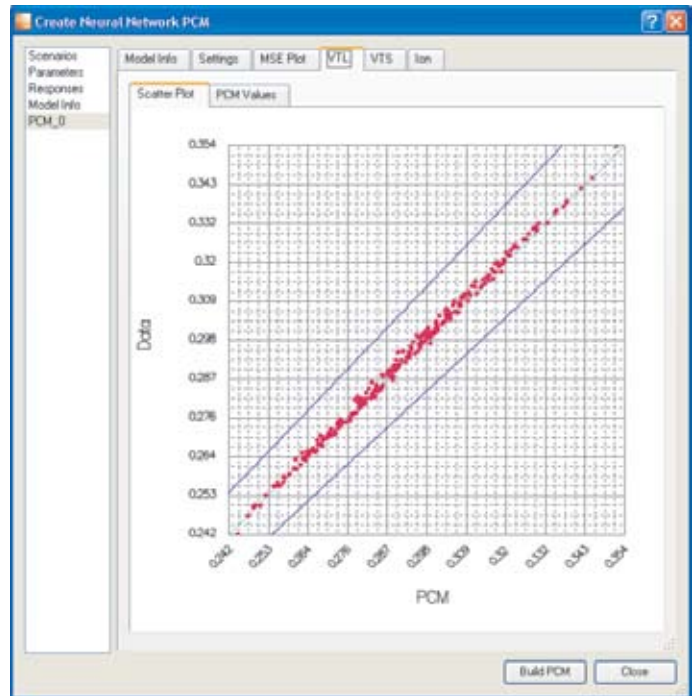 Create Neural Network PCM
Scenarios
Parameters
Responses
Model Info
PCM_0
Model Info Settings MSE Plot VTL VTS Ion
Scatter Plot PCM Values
0.354
0.343
0.332
0.32
0.309
0.298
0.287
0.276
0.264
0.253
0.242
Data
0.242 0.253 0.264 0.276 0.287 0.298 0.309 0.32 0.332 0.343 0.354
PCM
Build PCM Close